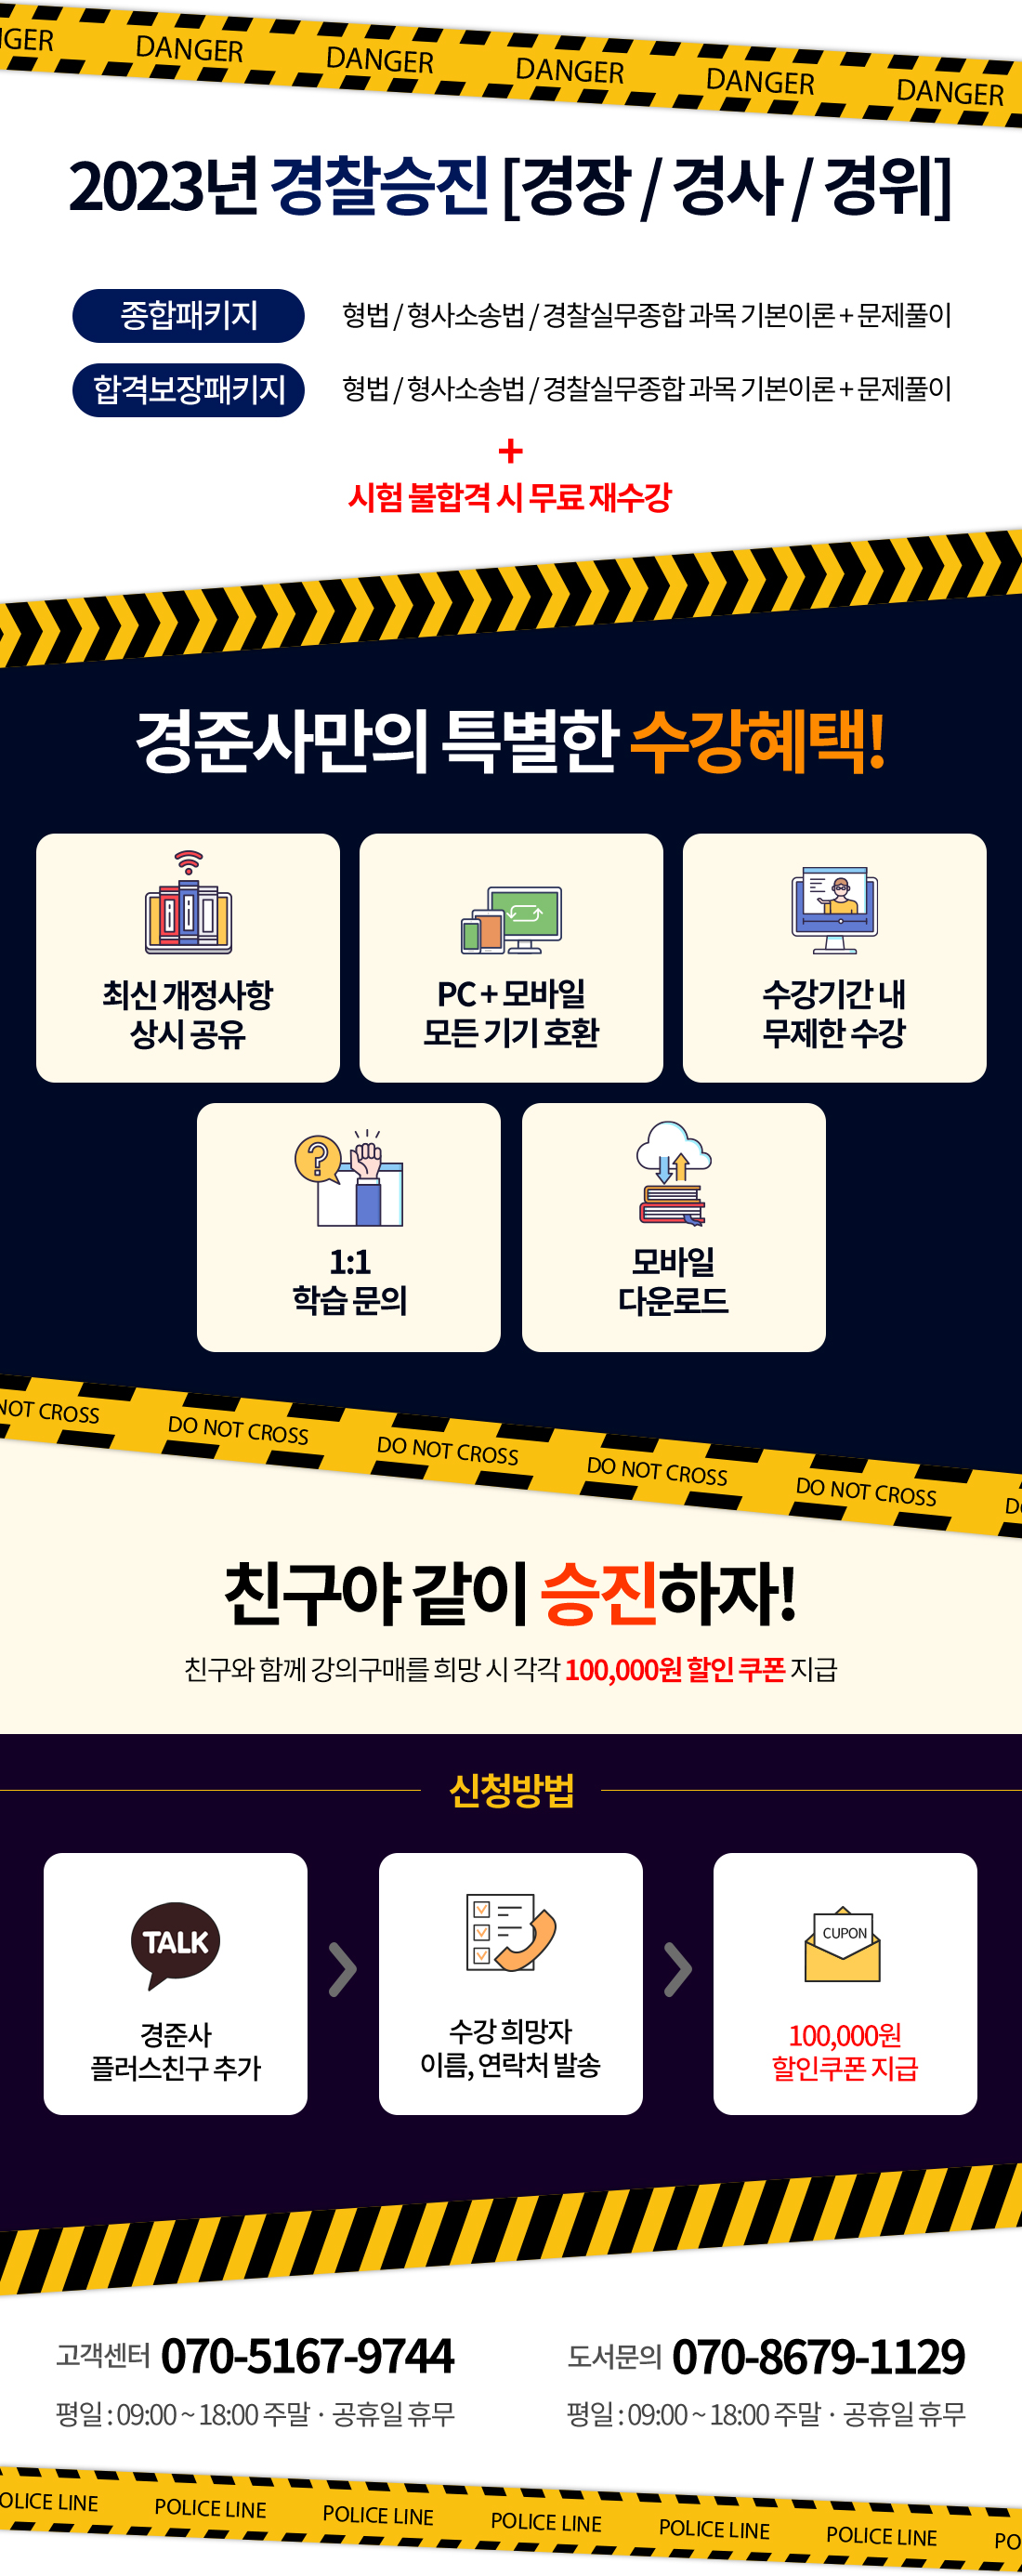 DANGER DANGER DANGER DANGER DANGER
2023년 경찰승진 [경장 / 경사 / 경위]
종합패키지 형법 / 형사소송법 / 경찰실무종합 과목 기본이론 + 문제풀이
합격보장패키지 형법 / 형사소송법 / 경찰실무종합 과목 기본이론 + 문제풀이
+
시험 불합격 시 무료 재수강
경준사만의 특별한 수강혜택!
최신 개정사항
상시 공유
PC + 모바일
모든 기기 호환
수강기간 내
무제한 수강
?
1:1
학습 문의
모바일
다운로드
NOT CROSS DO NOT CROSS DO NOT CROSS DO NOT CROSS DO NOT CROSS
친구야 같이 승진하자!
친구와 함께 강의구매를 희망 시 각각 100,000원 할인 쿠폰 지급
신청방법
TALK
경준사
플러스친구 추가
수강 희망자
이름, 연락처 발송
CUPON
100,000원
할인쿠폰 지급
고객센터 070-5167-9744
평일 : 09:00 ~ 18:00 주말 · 공휴일 휴무
도서문의 070-8679-1129
평일 : 09:00 ~ 18:00 주말 · 공휴일 휴무
OLICE LINE POLICE LINE POLICE LINE POLICE LINE POLICE LINE POLICE LINE PO